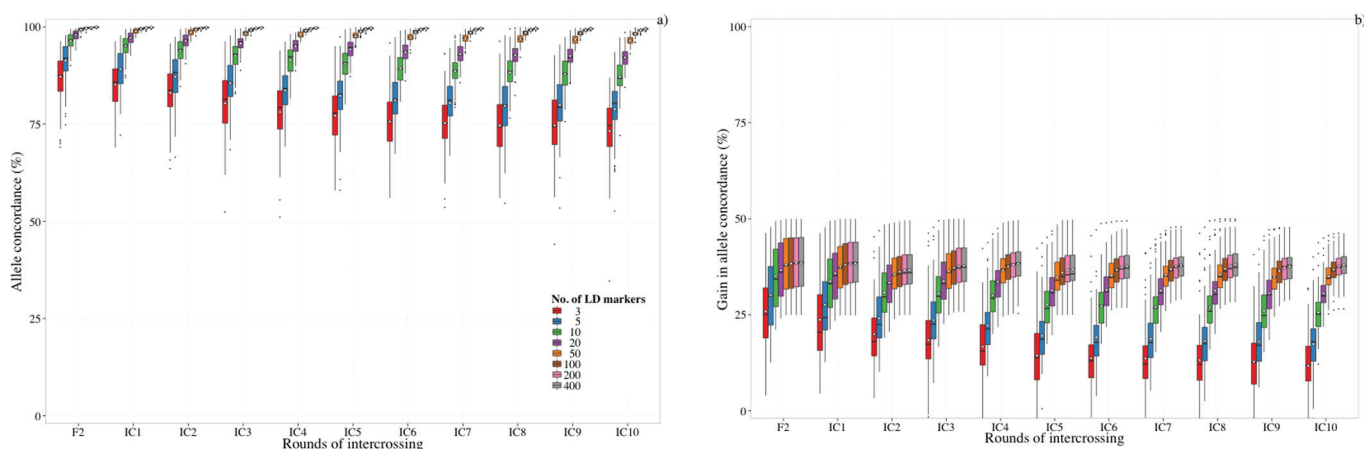 a)
100
75
50
25
0
Allele concordance (%)
No. of LD markers
3
5
10
20
50
100
200
400
F2 IC1 IC2 IC3 IC4 IC5 IC6 IC7 IC8 IC9 IC10
Rounds of intercrossing
b)
100
75
50
25
0
Gain in allele concordance (%)
F2 IC1 IC2 IC3 IC4 IC5 IC6 IC7 IC8 IC9 IC10
Rounds of intercrossing